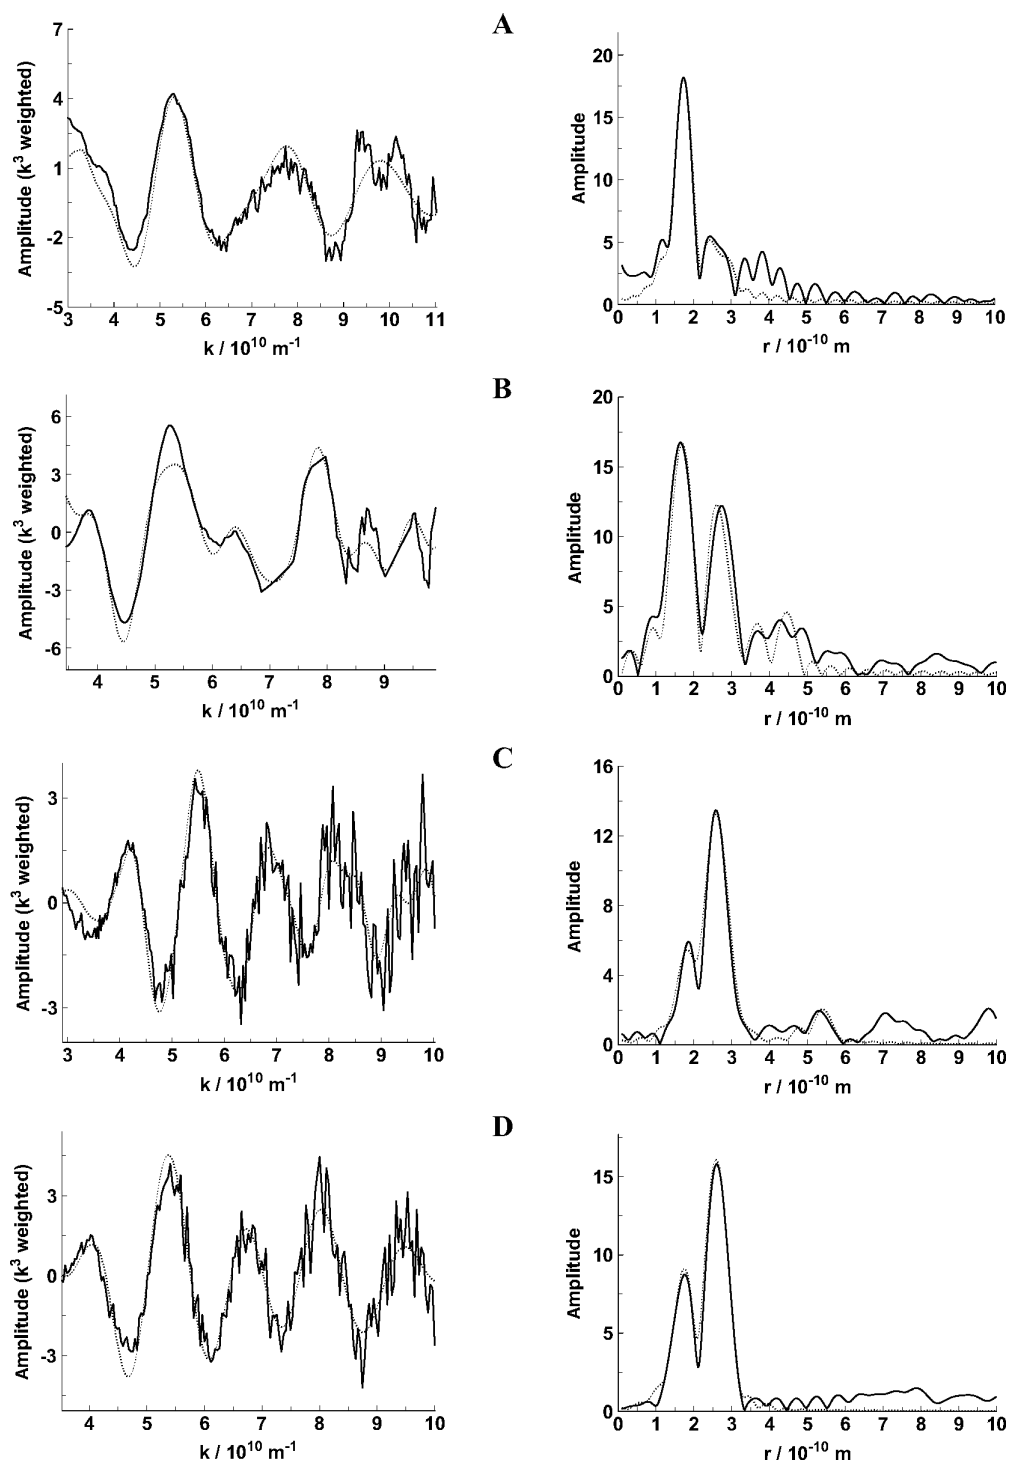 A
Amplitude (k³ weighted)
7
4
1
-2
-5
3 4 5 6 7 8 9 10 11
k / 10¹⁰ m⁻¹
Amplitude
20
15
10
5
0
0 1 2 3 4 5 6 7 8 9 10
r / 10⁻¹⁰ m
B
Amplitude (k³ weighted)
6
3
0
-3
-6
4 5 6 7 8 9
k / 10¹⁰ m⁻¹
Amplitude
20
15
10
5
0
0 1 2 3 4 5 6 7 8 9 10
r / 10⁻¹⁰ m
C
Amplitude (k³ weighted)
3
0
-3
3 4 5 6 7 8 9 10
k / 10¹⁰ m⁻¹
Amplitude
16
12
8
4
0
0 1 2 3 4 5 6 7 8 9 10
r / 10⁻¹⁰ m
D
Amplitude (k³ weighted)
3
0
-3
4 5 6 7 8 9 10
k / 10¹⁰ m⁻¹
Amplitude
15
10
5
0
0 1 2 3 4 5 6 7 8 9 10
r / 10⁻¹⁰ m